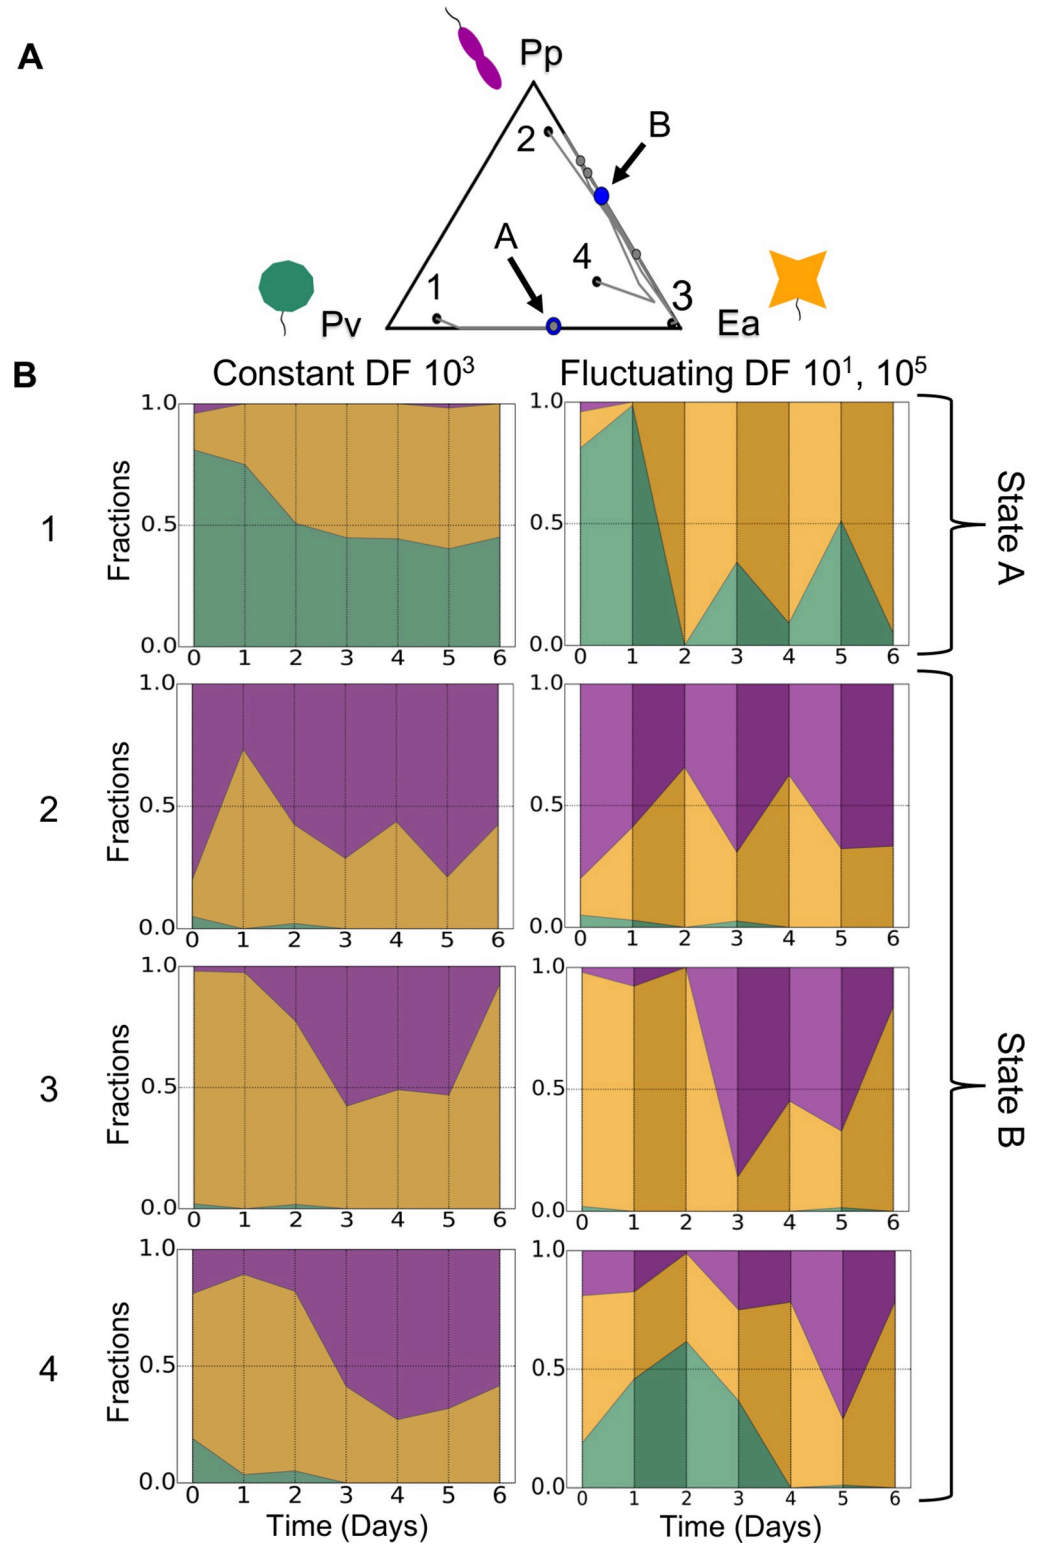 A
Pp
B
2
A
4
1
3
Pv
Ea
B
Constant DF 10³
Fluctuating DF 10¹, 10⁵
1
Fractions
1.0
0.5
0.0
0 1 2 3 4 5 6
1.0
0.5
0.0
0 1 2 3 4 5 6
State A
2
Fractions
1.0
0.5
0.0
0 1 2 3 4 5 6
1.0
0.5
0.0
0 1 2 3 4 5 6
3
Fractions
1.0
0.5
0.0
0 1 2 3 4 5 6
1.0
0.5
0.0
0 1 2 3 4 5 6
State B
4
Fractions
1.0
0.5
0.0
0 1 2 3 4 5 6
Time (Days)
1.0
0.5
0.0
0 1 2 3 4 5 6
Time (Days)